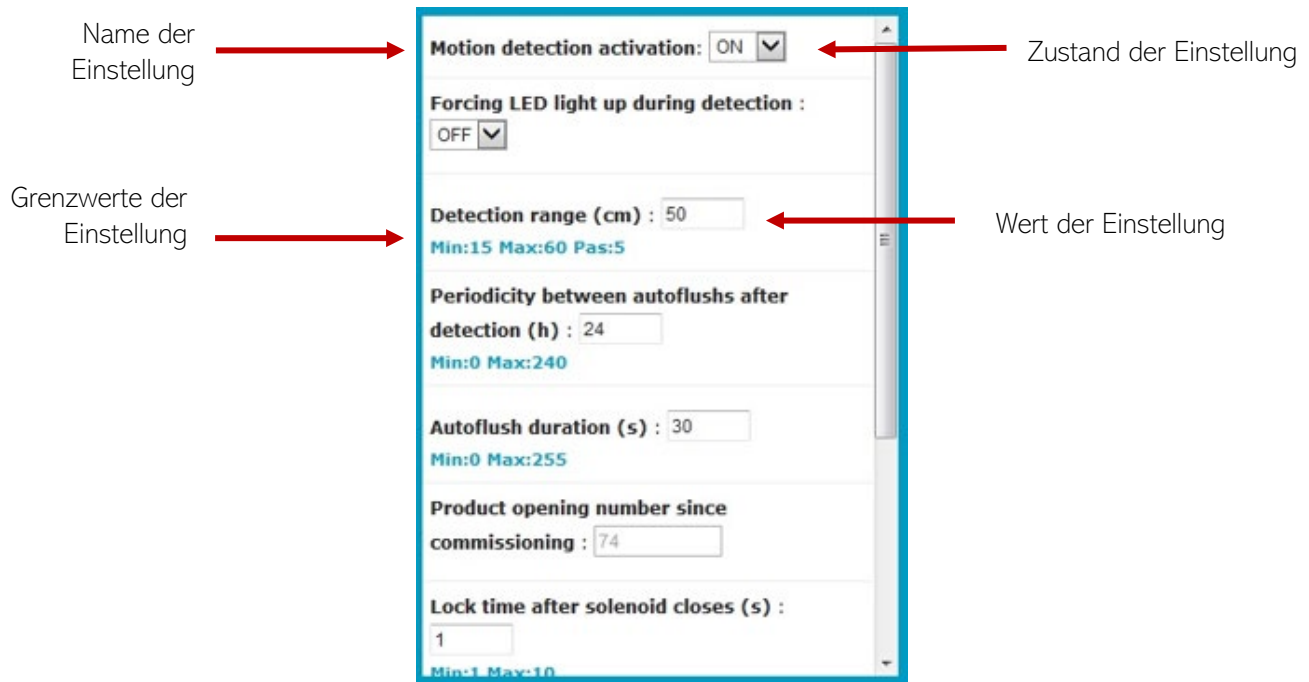 Name der
Einstellung
Motion detection activation: ON
Zustand der Einstellung
Forcing LED light up during detection :
OFF
Grenzwerte der
Einstellung
Detection range (cm) : 50
Wert der Einstellung
Min:15 Max:60 Pas:5
Periodicity between autoflushs after
detection (h) : 24
Min:0 Max:240
Autoflush duration (s) : 30
Min:0 Max:255
Product opening number since
commissioning : 74
Lock time after solenoid closes (s) :
1
Min:1 Max:10